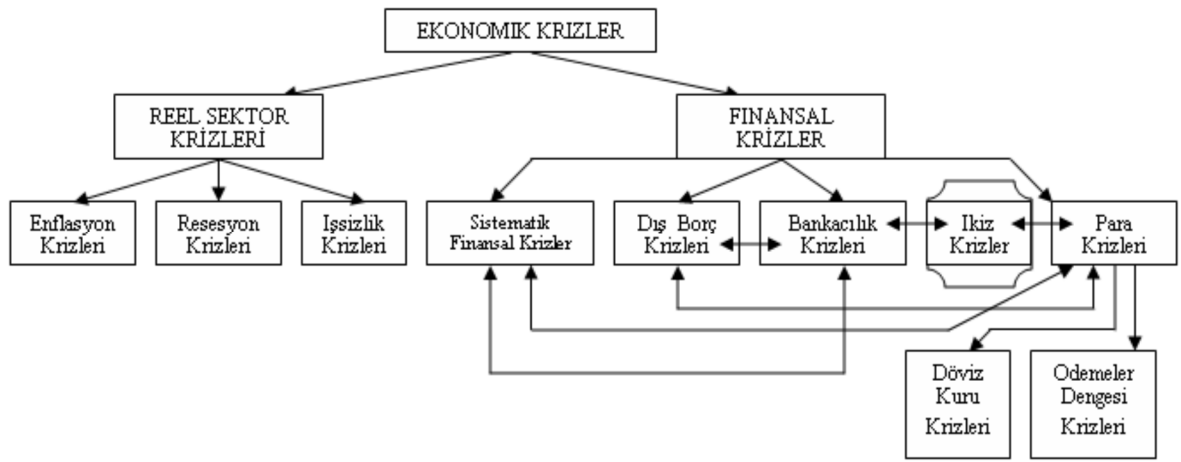 EKONOMIK KRIZLER
REEL SEKTOR
KRİZLERİ
FINANSAL
KRİZLER
Enflasyon
Krizleri
Resesyon
Krizleri
Işsizlik
Krizleri
Sistematik
Finansal Krizler
Dış Borç
Krizleri
Bankacılık
Krizleri
Ikiz
Krizler
Para
Krizleri
Döviz
Kuru
Krizleri
Odemeler
Dengesi
Krizleri